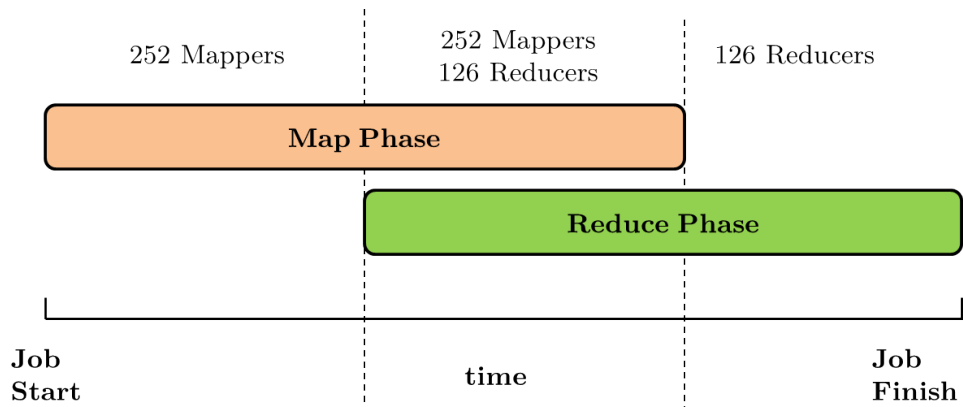 252 Mappers
252 Mappers
126 Reducers
126 Reducers
Map Phase
Reduce Phase
Job
Start
time
Job
Finish